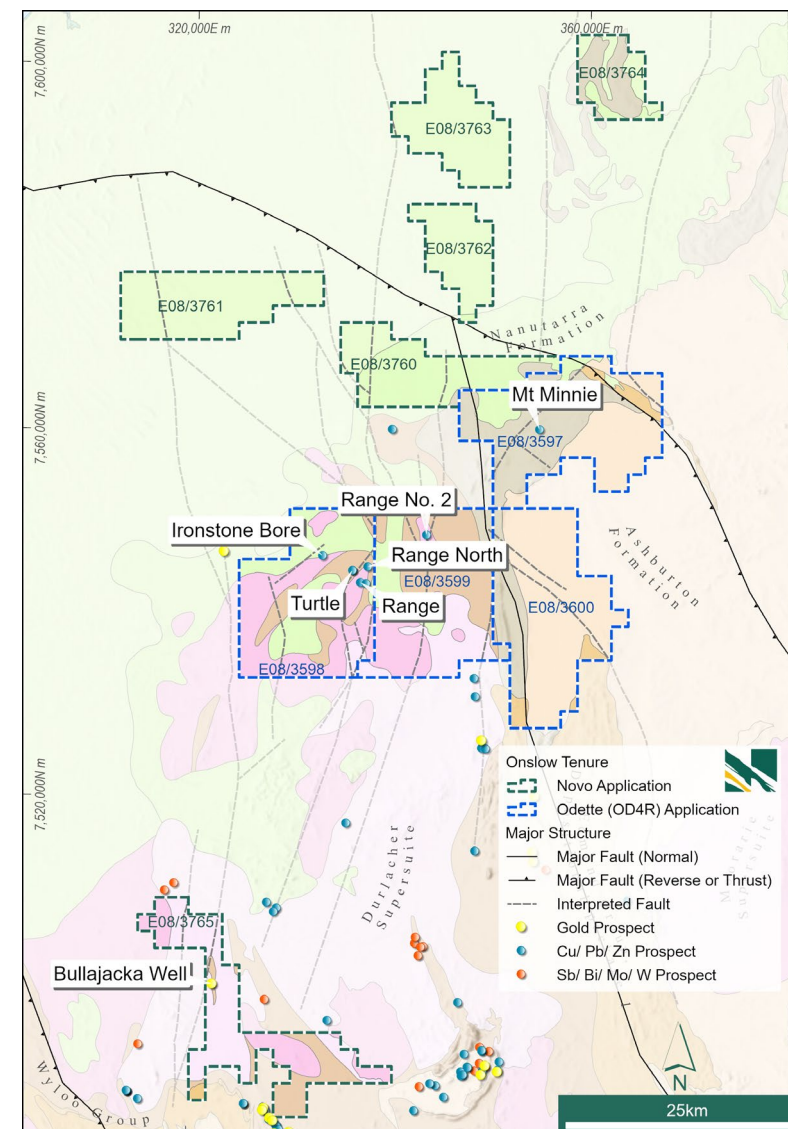 320,000E m
360,000E m
7,600,000N m
E08/3764
E08/3763
E08/3762
E08/3761
Nanutarra
Formation
E08/3760
Mt Minnie
7,560,000N m
E08/3597
Range No. 2
Ironstone Bore
Range North
Ashburton
Formation
E08/3599
Turtle
Range
E08/3600
E08/3598
7,520,000N m
Onslow Tenure
Novo Application
Odette (OD4R) Application
Major Structure
Major Fault (Normal)
Major Fault (Reverse or Thrust)
Interpreted Fault
Gold Prospect
Cu/ Pb/ Zn Prospect
Sb/ Bi/ Mo/ W Prospect
Durlacher
Supersuite
E08/3765
Bullajacka Well
Wyloo Group
N
25km